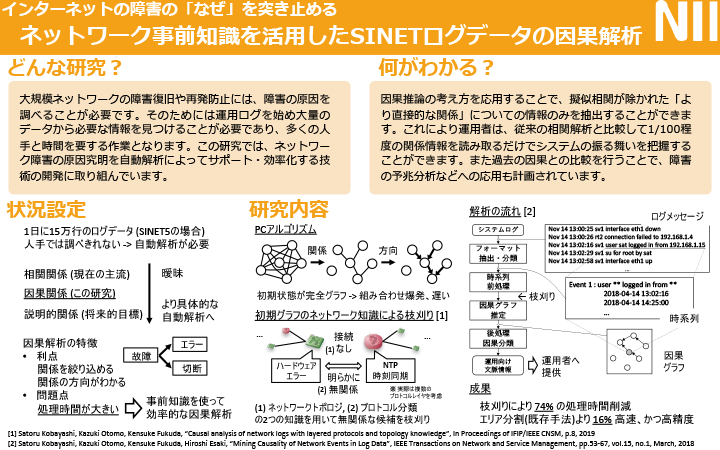 インターネットの障害の「なぜ」を突き止める
ネットワーク事前知識を活用したSINETログデータの因果解析
NII
どんな研究？
大規模ネットワークの障害復旧や再発防止には、障害の原因を
調べることが必要です。そのためには運用ログを始め大量の
データから必要な情報を見つけることが必要であり、多くの人
手と時間を要する作業となります。この研究では、ネットワー
ク障害の原因究明を自動解析によってサポート・効率化する技
術の開発に取り組んでいます。
何がわかる？
因果推論の考え方を応用することで、擬似相関が除かれた「よ
り直接的な関係」についての情報のみを抽出することができま
す。これにより運用者は、従来の相関解析と比較して1/100程
度の関係情報を読み取るだけでシステムの振る舞いを把握する
ことができます。また過去の因果との比較を行うことで、障害
の予兆分析などへの応用も計画されています。
状況設定
1日に15万行のログデータ (SINET5の場合)
人手では調べきれない -> 自動解析が必要
相関関係 (現在の主流)
因果関係 (この研究)
説明的関係 (将来的目標)
曖昧
より具体的な
自動解析へ
因果解析の特徴
• 利点
関係を絞り込める
関係の方向がわかる
• 問題点
処理時間が大きい
故障
エラー
切断
事前知識を使って
効率的な因果解析
研究内容
PCアルゴリズム
関係
方向
初期状態が完全グラフ -> 組み合わせ爆発、遅い
初期グラフのネットワーク知識による枝刈り [1]
...
接続
(1) なし
...
ハードウェア
エラー
NTP
時刻同期
明らかに
(2) 無関係
※ 実際は複数の
プロトコルレイヤを考慮
(1) ネットワークトポロジ, (2) プロトコル分類
の2つの知識を用いて無関係な候補を枝刈り
解析の流れ [2]
システムログ
フォーマット
抽出・分類
時系列
前処理
← 枝刈り
因果グラフ
推定
後処理
因果分類
運用向け
文脈情報
運用者へ
提供
ログメッセージ
Nov 14 13:00:25 sv1 interface eth1 down
Nov 14 13:00:26 rt2 connection failed to 192.168.1.4
Nov 14 13:02:16 sv1 user sat logged in from 192.168.1.15
Nov 14 13:02:29 sv1 su for root by sat
Nov 14 13:02:58 sv1 interface eth1 up
...
Event 1 : user ** logged in from **
2018-04-14 13:02:16
2018-04-14 14:25:00
...
時系列
因果
グラフ
成果
枝刈りにより 74% の処理時間削減
エリア分割(既存手法)より 16% 高速、かつ高精度
[1] Satoru Kobayashi, Kazuki Otomo, Kensuke Fukuda, "Causal analysis of network logs with layered protocols and topology knowledge", in Proceedings of IFIP/IEEE CNSM, p.8, 2019
[2] Satoru Kobayashi, Kazuki Otomo, Kensuke Fukuda, Hiroshi Esaki, "Mining Causality of Network Events in Log Data", IEEE Transactions on Network and Service Management, pp.53-67, vol.15, no.1, March, 2018